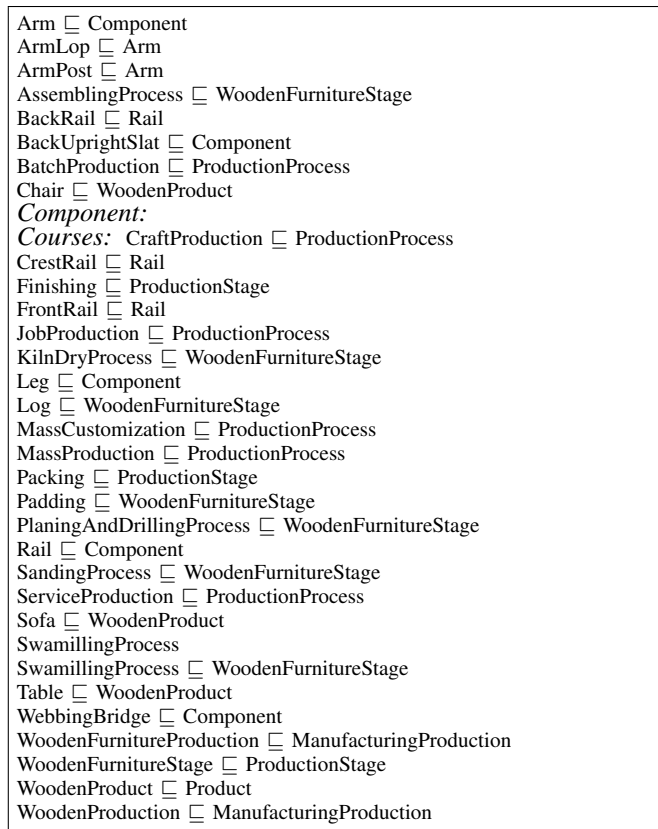 Arm ⊑ Component
ArmLop ⊑ Arm
ArmPost ⊑ Arm
AssemblingProcess ⊑ WoodenFurnitureStage
BackRail ⊑ Rail
BackUprightSlat ⊑ Component
BatchProduction ⊑ ProductionProcess
Chair ⊑ WoodenProduct
Component:
Courses: CraftProduction ⊑ ProductionProcess
CrestRail ⊑ Rail
Finishing ⊑ ProductionStage
FrontRail ⊑ Rail
JobProduction ⊑ ProductionProcess
KilnDryProcess ⊑ WoodenFurnitureStage
Leg ⊑ Component
Log ⊑ WoodenFurnitureStage
MassCustomization ⊑ ProductionProcess
MassProduction ⊑ ProductionProcess
Packing ⊑ ProductionStage
Padding ⊑ WoodenFurnitureStage
PlaningAndDrillingProcess ⊑ WoodenFurnitureStage
Rail ⊑ Component
SandingProcess ⊑ WoodenFurnitureStage
ServiceProduction ⊑ ProductionProcess
Sofa ⊑ WoodenProduct
SwamillingProcess
SwamillingProcess ⊑ WoodenFurnitureStage
Table ⊑ WoodenProduct
WebbingBridge ⊑ Component
WoodenFurnitureProduction ⊑ ManufacturingProduction
WoodenFurnitureStage ⊑ ProductionStage
WoodenProduct ⊑ Product
WoodenProduction ⊑ ManufacturingProduction